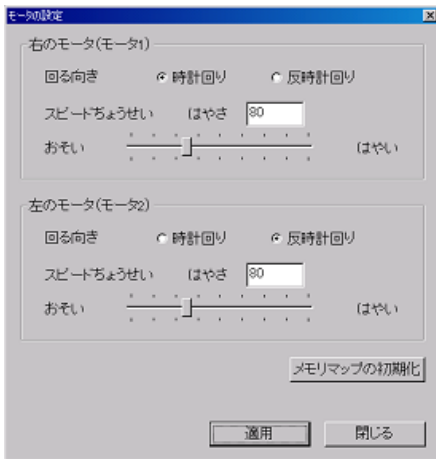 モータの設定
右のモータ(モータ1)
回る向き 時計回り 反時計回り
スピードちょうせい はやさ 80
おそい はやい
左のモータ(モータ2)
回る向き 時計回り 反時計回り
スピードちょうせい はやさ 80
おそい はやい
メモリマップの初期化
適用 閉じる